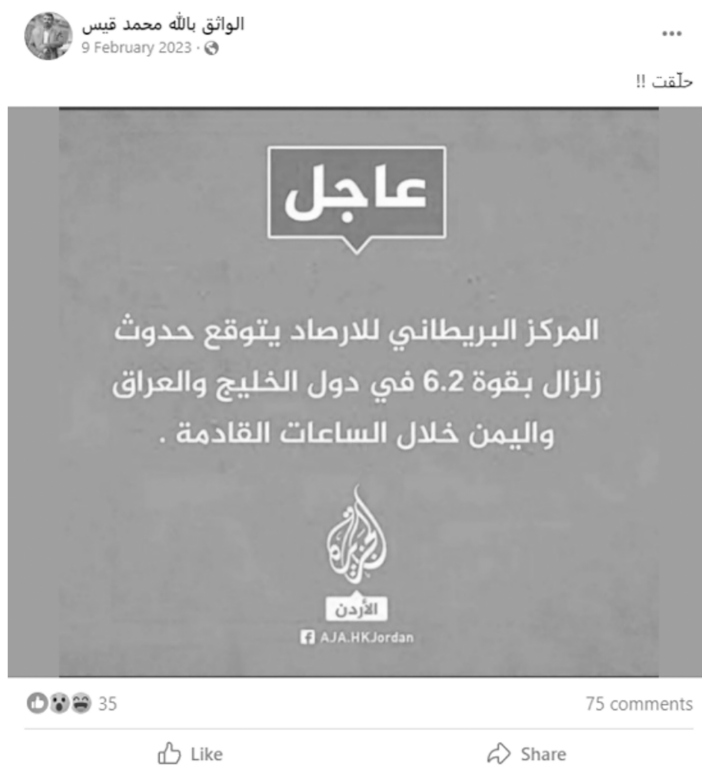 الواثق بالله محمد قيس
9 February 2023 ·
حلّقت !!
عاجل
المركز البريطاني للارصاد يتوقع حدوث
زلزال بقوة 6.2 في دول الخليج والعراق
واليمن خلال الساعات القادمة .
الجزيرة
الأردن
AJA.HKJordan
35
75 comments
Like
Share